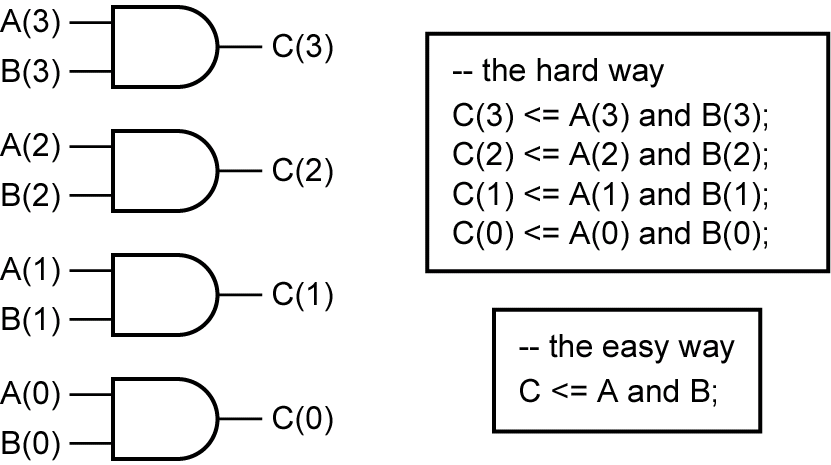 A(3)
B(3)
C(3)
A(2)
B(2)
C(2)
A(1)
B(1)
C(1)
A(0)
B(0)
C(0)
-- the hard way
C(3) <= A(3) and B(3);
C(2) <= A(2) and B(2);
C(1) <= A(1) and B(1);
C(0) <= A(0) and B(0);
-- the easy way
C <= A and B;